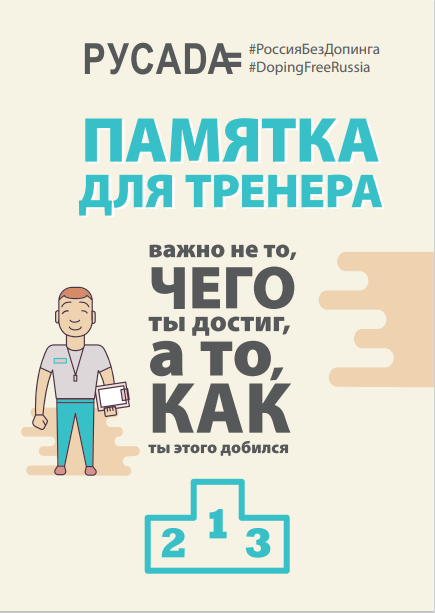 РУСАДА
#РоссияБезДопинга
#DopingFreeRussia
ПАМЯТКА
ДЛЯ ТРЕНЕРА
важно не то,
ЧЕГО
ты достиг,
а то,
КАК
ты этого добился
1
2 3